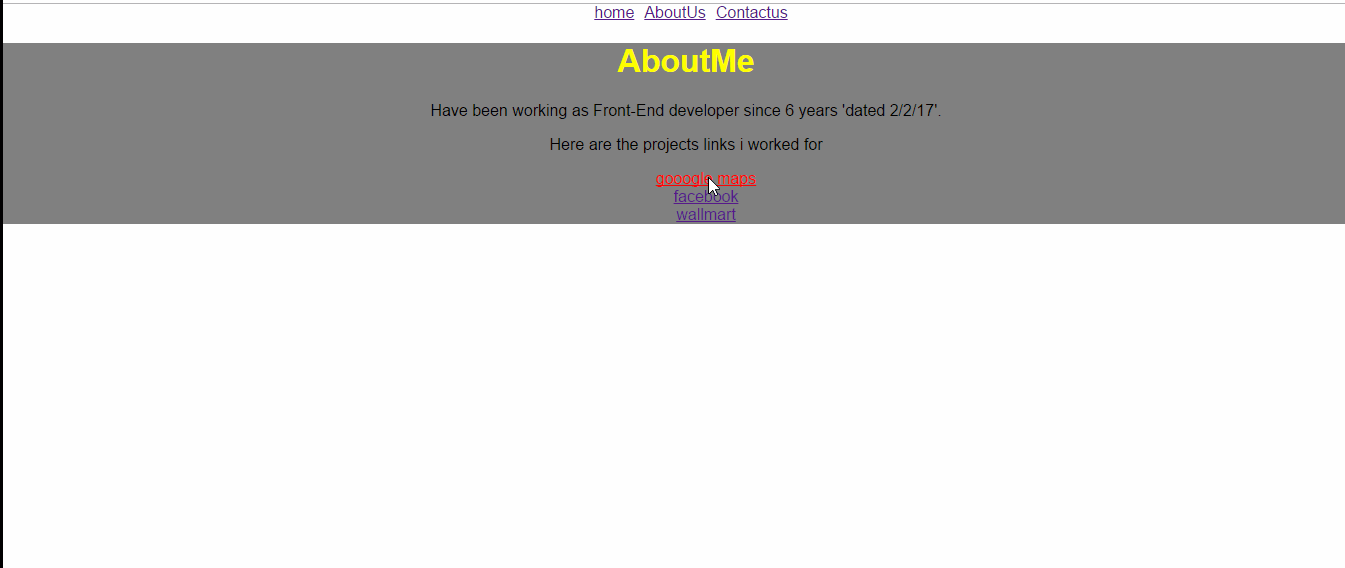 home AboutUs Contactus
AboutMe
Have been working as Front-End developer since 6 years 'dated 2/2/17'.
Here are the projects links i worked for
gooogle maps
facebook
wallmart